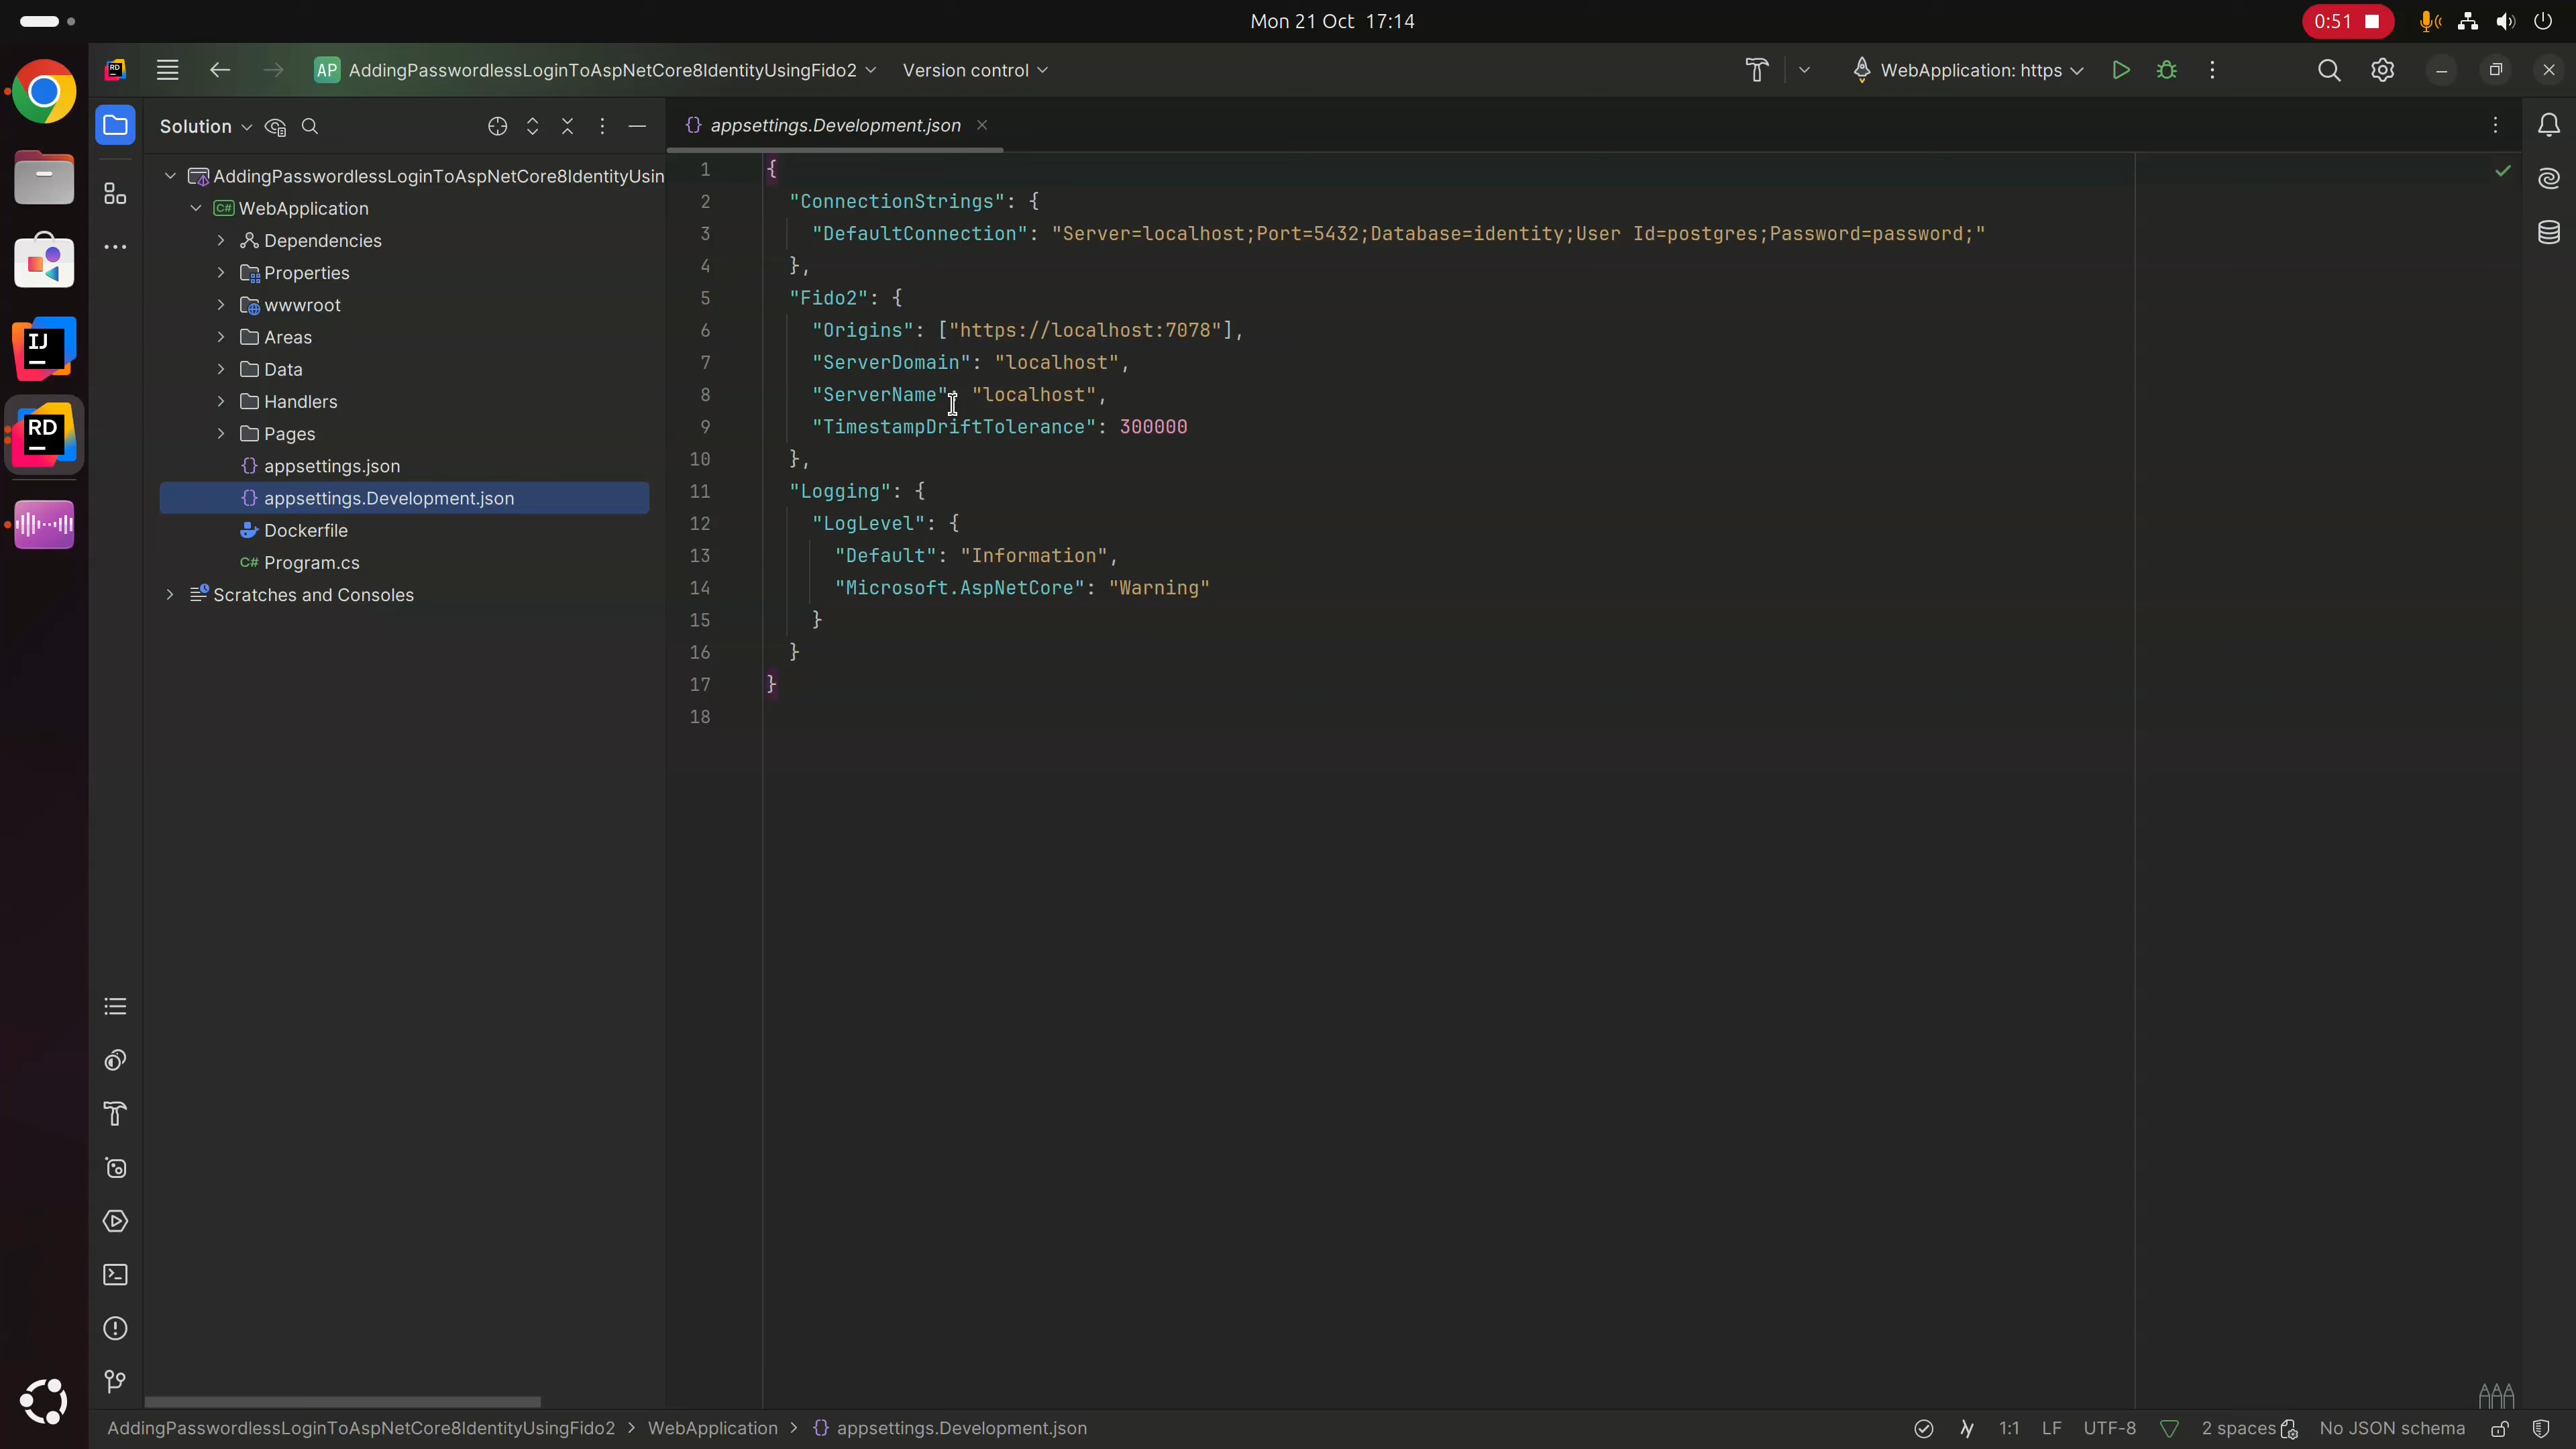 Mon 21 Oct 17:14
0:51
AP AddingPasswordlessLoginToAspNetCore8IdentityUsingFido2 Version control WebApplication: https
Solution
AddingPasswordlessLoginToAspNetCore8IdentityUsin
WebApplication
Dependencies
Properties
wwwroot
Areas
Data
Handlers
Pages
appsettings.json
appsettings.Development.json
Dockerfile
C# Program.cs
Scratches and Consoles
appsettings.Development.json
1 {
2 "ConnectionStrings": {
3 "DefaultConnection": "Server=localhost;Port=5432;Database=identity;User Id=postgres;Password=password;"
4 },
5 "Fido2": {
6 "Origins": ["https://localhost:7078"],
7 "ServerDomain": "localhost",
8 "ServerName": "localhost",
9 "TimestampDriftTolerance": 300000
10 },
11 "Logging": {
12 "LogLevel": {
13 "Default": "Information",
14 "Microsoft.AspNetCore": "Warning"
15 }
16 }
17 }
18
IJ
RD
AddingPasswordlessLoginToAspNetCore8IdentityUsingFido2 > WebApplication > {} appsettings.Development.json
1:1 LF UTF-8 2 spaces No JSON schema